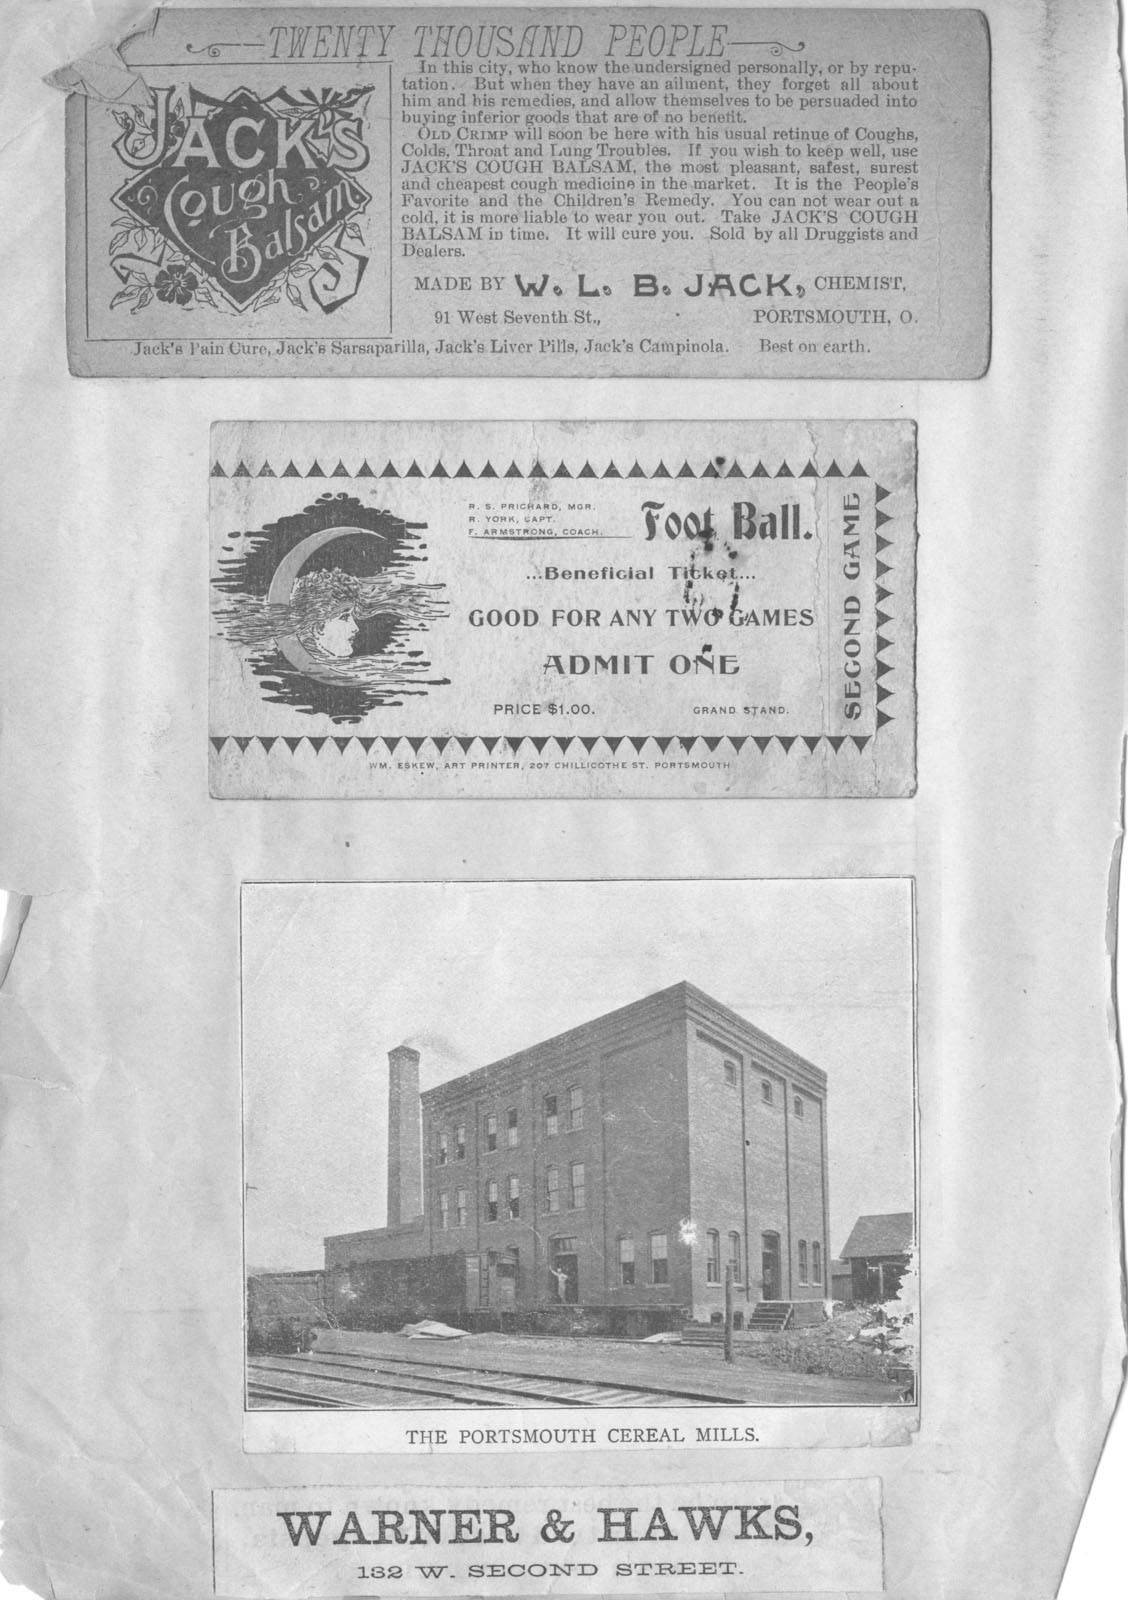 TWENTY THOUSAND PEOPLE
JACK'S
Cough
Balsam
In this city, who know the undersigned personally, or by repu-
tation. But when they have an ailment, they forget all about
him and his remedies, and allow themselves to be persuaded into
buying inferior goods that are of no benefit.
OLD CRIMP will soon be here with his usual retinue of Coughs,
Colds, Throat and Lung Troubles. If you wish to keep well, use
JACK'S COUGH BALSAM, the most pleasant, safest, surest
and cheapest cough medicine in the market. It is the People's
Favorite and the Children's Remedy. You can not wear out a
cold, it is more liable to wear you out. Take JACK'S COUGH
BALSAM in time. It will cure you. Sold by all Druggists and
Dealers.
MADE BY W. L. B. JACK, CHEMIST,
91 West Seventh St., PORTSMOUTH, O.
Jack's Pain Cure, Jack's Sarsaparilla, Jack's Liver Pills, Jack's Campinola. Best on earth.
R. S. PRICHARD, MGR.
R. YORK, CAPT.
F. ARMSTRONG, COACH.
Foot Ball.
...Beneficial Ticket...
GOOD FOR ANY TWO GAMES
ADMIT ONE
PRICE $1.00. GRAND STAND.
SECOND GAME
WM. ESKEW, ART PRINTER, 207 CHILLICOTHE ST. PORTSMOUTH
THE PORTSMOUTH CEREAL MILLS.
WARNER & HAWKS,
132 W. SECOND STREET.